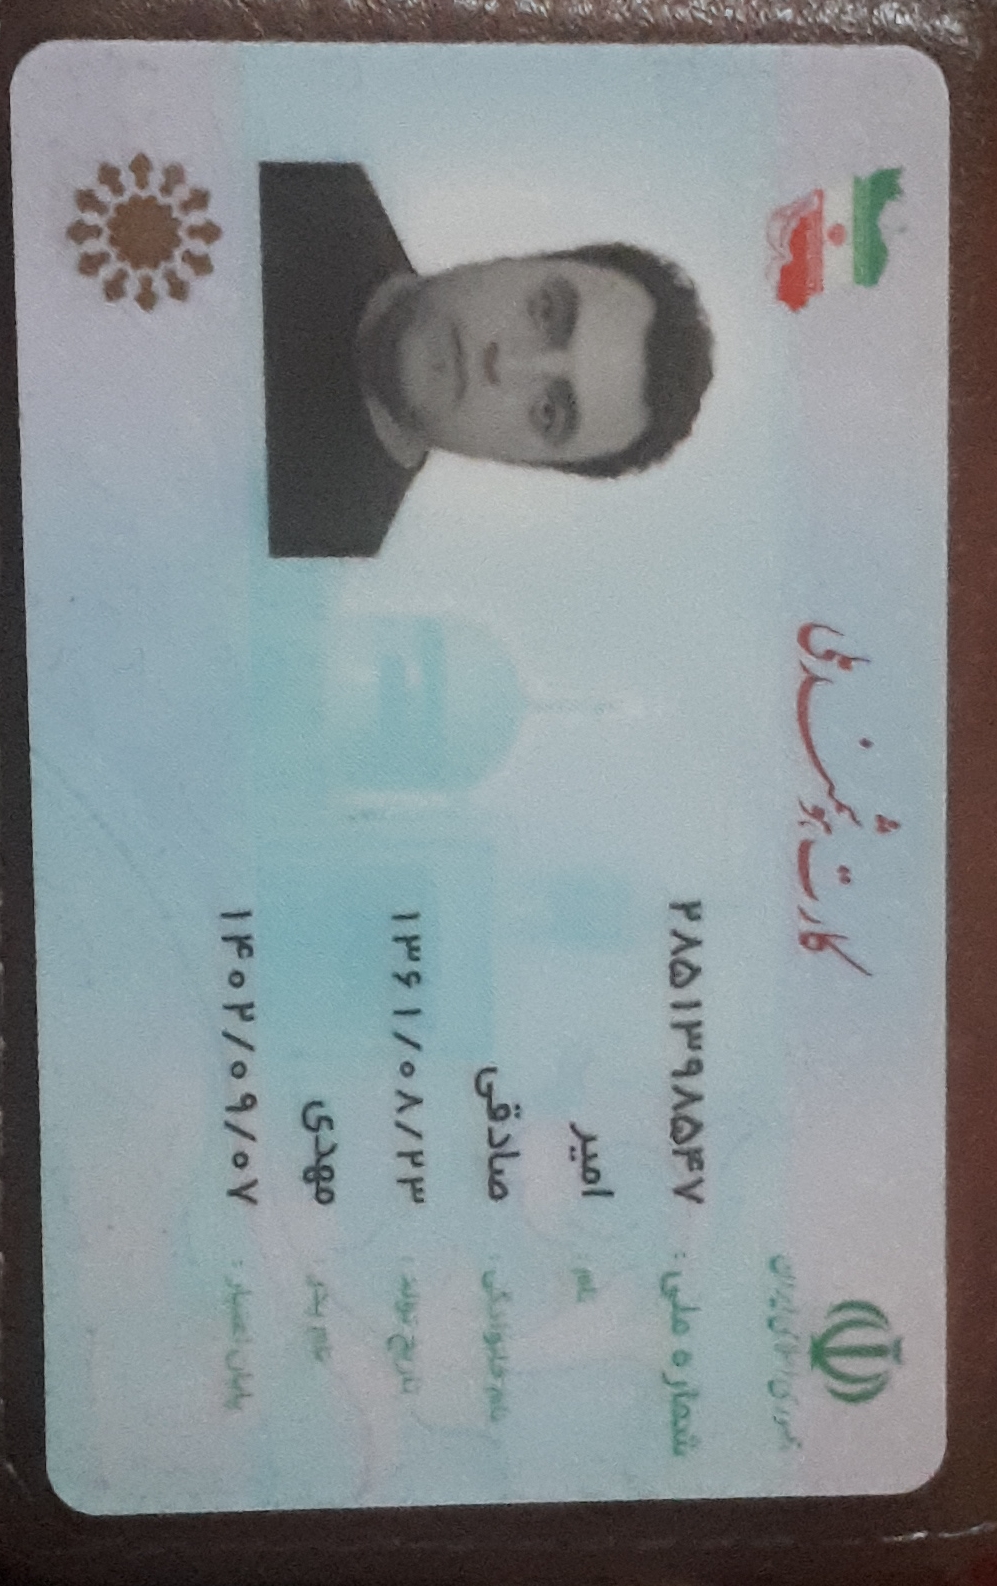 جمهوری اسلامی ایران
کارت هوشمند ملی
شماره ملی : ۲۸۵۱۳۹۸۵۴۷
نام : امیر
نام خانوادگی : صادقی
تاریخ تولد : ۱۳۶۱/۰۸/۲۳
نام پدر : مهدی
پایان اعتبار : ۱۴۰۲/۰۹/۰۷